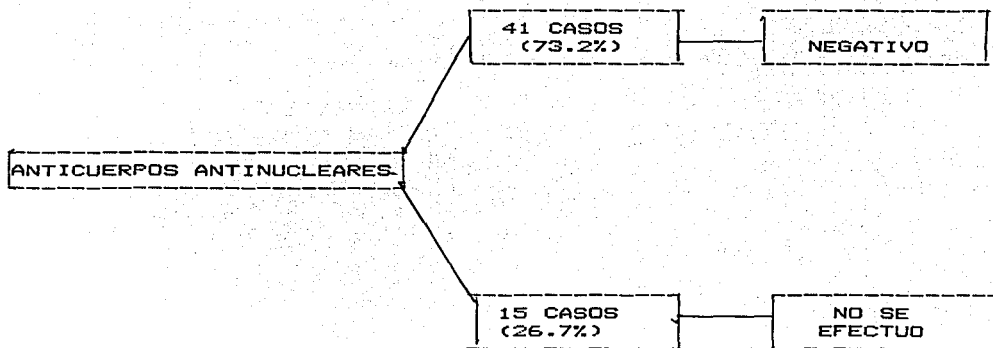 41 CASOS
(73.2%)
NEGATIVO
ANTICUERPOS ANTINUCLEARES
15 CASOS
(26.7%)
NO SE
EFECTUO